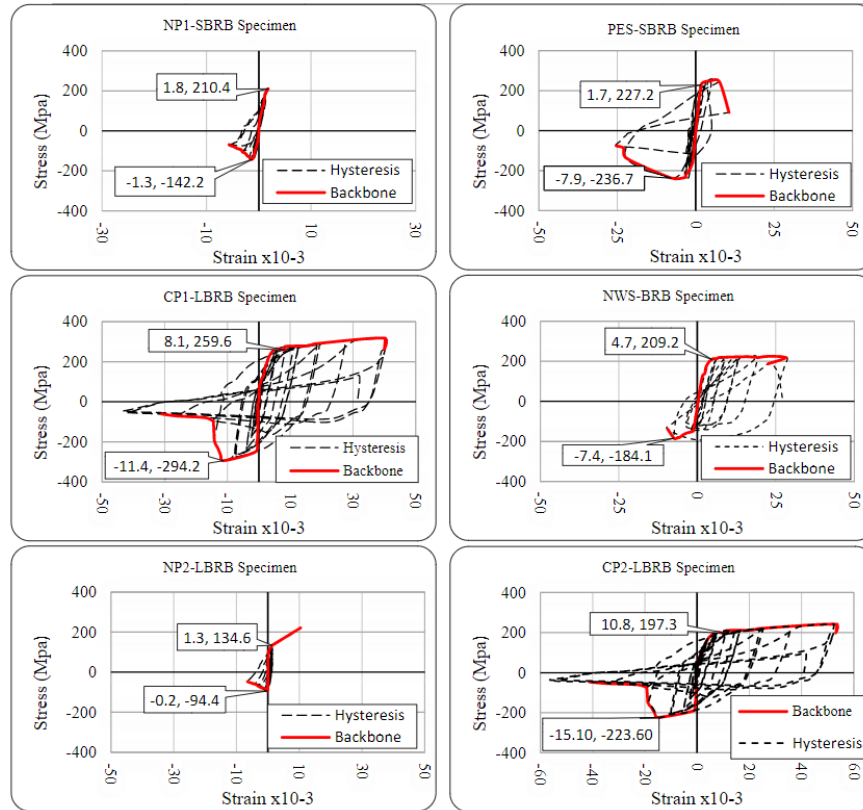 NP1-SBRB Specimen
400
200
0
-200
-400
Stress (Mpa)
1.8, 210.4
-1.3, -142.2
Hysteresis
Backbone
-30
-10
10
30
Strain x10-3
PES-SBRB Specimen
400
200
0
-200
-400
Stress (Mpa)
1.7, 227.2
-7.9, -236.7
Hysteresis
Backbone
-50
-25
0
25
50
Strain x10-3
CP1-LBRB Specimen
400
200
0
-200
-400
Stress (Mpa)
8.1, 259.6
-11.4, -294.2
Hysteresis
Backbone
-50
-30
-10
10
30
50
Strain x10-3
NWS-BRB Specimen
400
200
0
-200
-400
Stress (Mpa)
4.7, 209.2
-7.4, -184.1
Hysteresis
Backbone
-50
-25
0
25
50
Strain x10-3
NP2-LBRB Specimen
400
200
0
-200
-400
Stress (Mpa)
1.3, 134.6
-0.2, -94.4
Hysteresis
Backbone
-50
-30
-10
10
30
50
Strain x10-3
CP2-LBRB Specimen
400
200
0
-200
-400
Stress (Mpa)
10.8, 197.3
-15.10, -223.60
Backbone
Hysteresis
-60
-40
-20
0
20
40
60
Strain x10-3